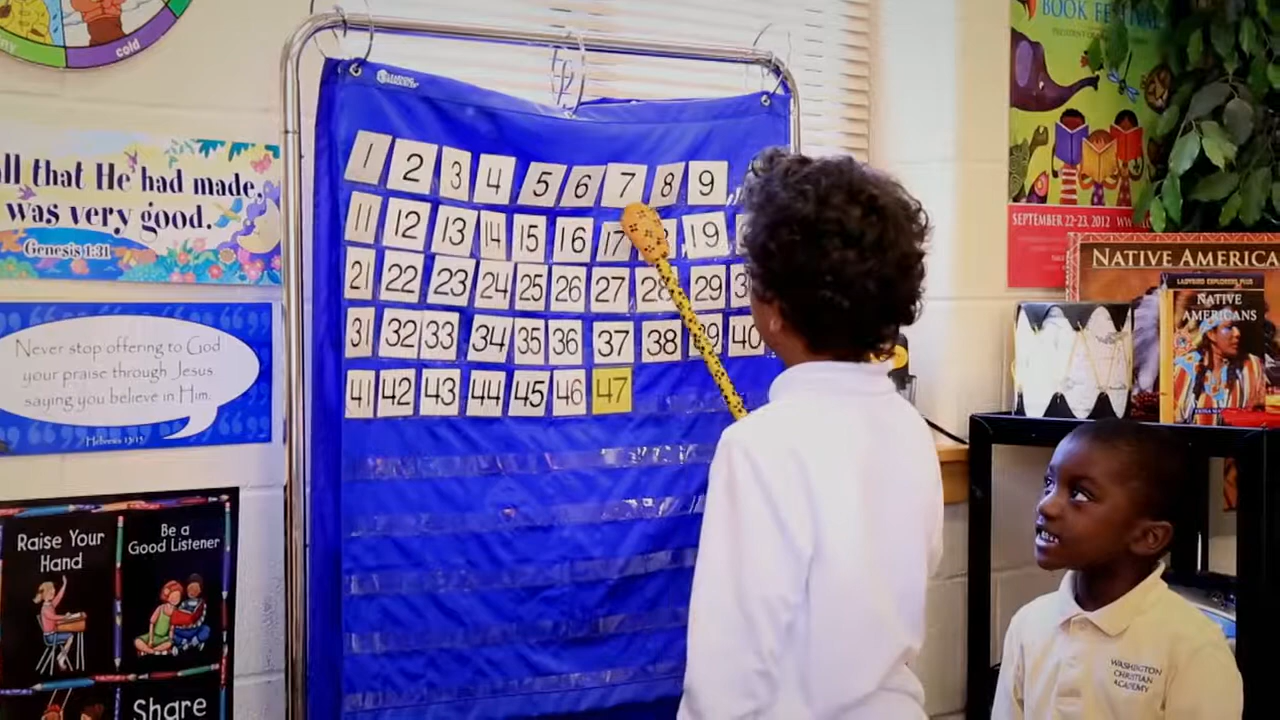 cold
all that He had made,
was very good.
Genesis 1:31
Never stop offering to God
your praise through Jesus
saying you believe in Him.
Hebrews 13:15
Raise Your
Hand
Be a
Good Listener
Share
1 2 3 4 5 6 7 8 9
11 12 13 14 15 16 17 19
21 22 23 24 25 26 27 28 29
31 32 33 34 35 36 37 38 39 40
41 42 43 44 45 46 47
BOOK FESTIVAL
SEPTEMBER 22-23, 2012
NATIVE AMERICA
NATIVE
AMERICANS
WASHINGTON
CHRISTIAN
ACADEMY